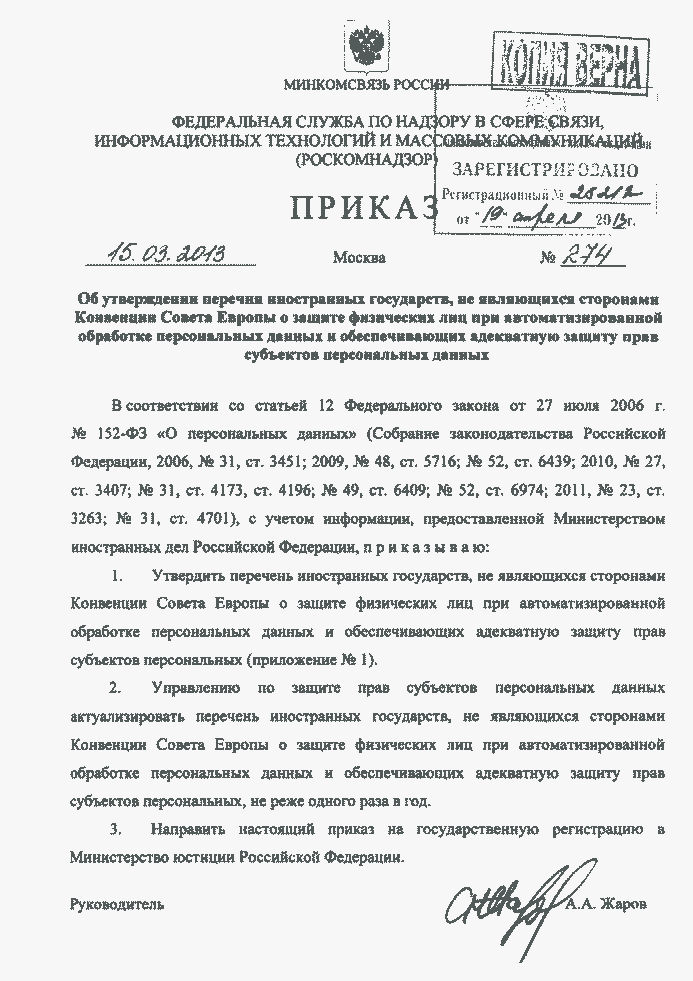 КОПИЯ ВЕРНА
МИНКОМСВЯЗЬ РОССИИ
ФЕДЕРАЛЬНАЯ СЛУЖБА ПО НАДЗОРУ В СФЕРЕ СВЯЗИ,
ИНФОРМАЦИОННЫХ ТЕХНОЛОГИЙ И МАССОВЫХ КОММУНИКАЦИЙ
(РОСКОМНАДЗОР)
ЗАРЕГИСТРИРОВАНО
Регистрационный № 28212
от "19" апреля 2013г.
ПРИКАЗ
15.03.2013 Москва № 274
Об утверждении перечня иностранных государств, не являющихся сторонами
Конвенции Совета Европы о защите физических лиц при автоматизированной
обработке персональных данных и обеспечивающих адекватную защиту прав
субъектов персональных данных
В соответствии со статьей 12 Федерального закона от 27 июля 2006 г.
№ 152-ФЗ «О персональных данных» (Собрание законодательства Российской
Федерации, 2006, № 31, ст. 3451; 2009, № 48, ст. 5716; № 52, ст. 6439; 2010, № 27,
ст. 3407; № 31, ст. 4173, ст. 4196; № 49, ст. 6409; № 52, ст. 6974; 2011, № 23, ст.
3263; № 31, ст. 4701), с учетом информации, предоставленной Министерством
иностранных дел Российской Федерации, п р и к а з ы в а ю:
1. Утвердить перечень иностранных государств, не являющихся сторонами
Конвенции Совета Европы о защите физических лиц при автоматизированной
обработке персональных данных и обеспечивающих адекватную защиту прав
субъектов персональных (приложение № 1).
2. Управлению по защите прав субъектов персональных данных
актуализировать перечень иностранных государств, не являющихся сторонами
Конвенции Совета Европы о защите физических лиц при автоматизированной
обработке персональных данных и обеспечивающих адекватную защиту прав
субъектов персональных, не реже одного раза в год.
3. Направить настоящий приказ на государственную регистрацию в
Министерство юстиции Российской Федерации.
Руководитель А.А. Жаров